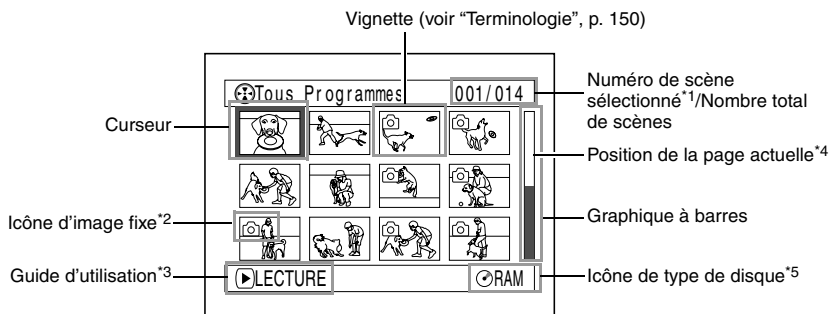 Vignette (voir “Terminologie”, p. 150)
Tous Programmes 001/014
Numéro de scène
sélectionné*1/Nombre total
de scènes
Curseur
Position de la page actuelle*4
Icône d’image fixe*2
Graphique à barres
Guide d’utilisation*3
LECTURE
RAM
Icône de type de disque*5